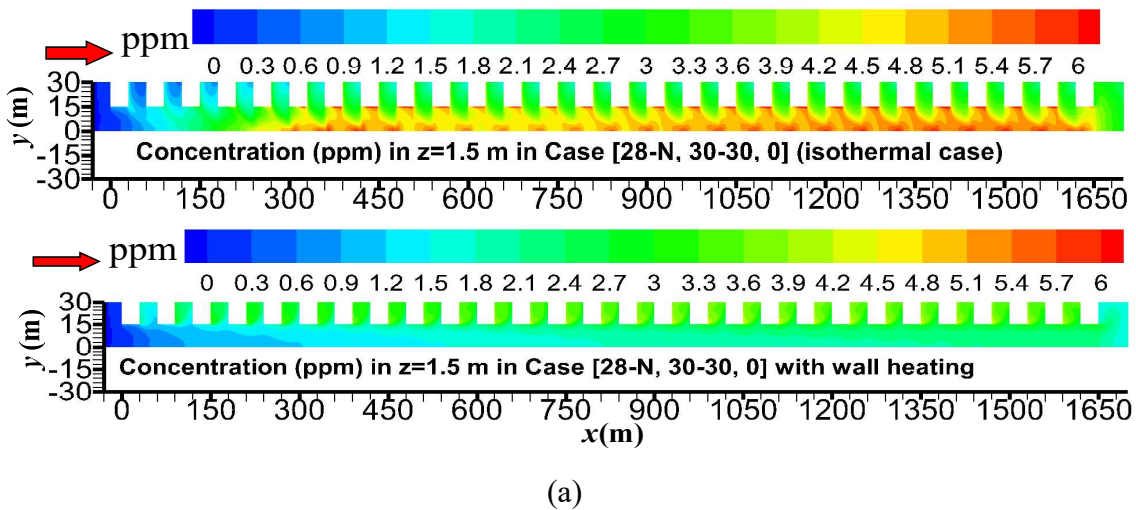 ppm
0 0.3 0.6 0.9 1.2 1.5 1.8 2.1 2.4 2.7 3 3.3 3.6 3.9 4.2 4.5 4.8 5.1 5.4 5.7 6
y (m)
30
15
0
-15
-30
Concentration (ppm) in z=1.5 m in Case [28-N, 30-30, 0] (isothermal case)
0 150 300 450 600 750 900 1050 1200 1350 1500 1650
ppm
0 0.3 0.6 0.9 1.2 1.5 1.8 2.1 2.4 2.7 3 3.3 3.6 3.9 4.2 4.5 4.8 5.1 5.4 5.7 6
y (m)
30
15
0
-15
-30
Concentration (ppm) in z=1.5 m in Case [28-N, 30-30, 0] with wall heating
0 150 300 450 600 750 900 1050 1200 1350 1500 1650
x(m)
(a)